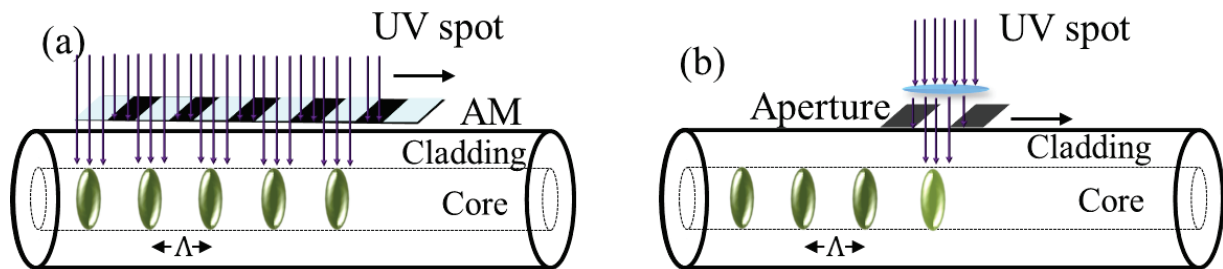 (a)
UV spot
AM
Cladding
Core
Λ
(b)
UV spot
Aperture
Cladding
Core
Λ